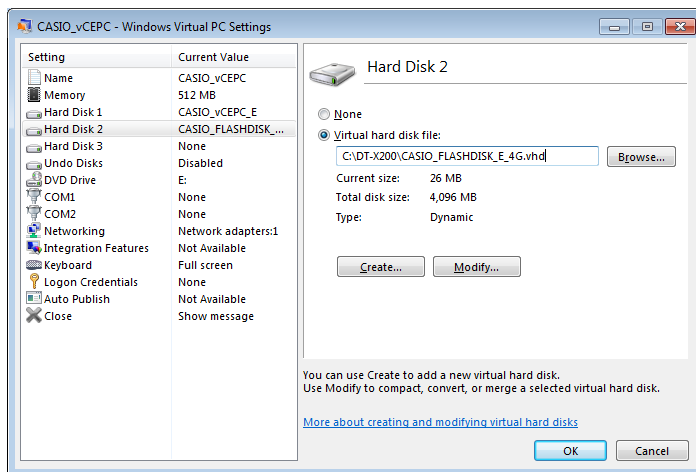 CASIO_vCEPC - Windows Virtual PC Settings
Setting Current Value
Name CASIO_vCEPC
Memory 512 MB
Hard Disk 1 CASIO_vCEPC_E
Hard Disk 2 CASIO_FLASHDISK_...
Hard Disk 3 None
Undo Disks Disabled
DVD Drive E:
COM1 None
COM2 None
Networking Network adapters:1
Integration Features Not Available
Keyboard Full screen
Logon Credentials None
Auto Publish Not Available
Close Show message
Hard Disk 2
None
Virtual hard disk file:
C:\DT-X200\CASIO_FLASHDISK_E_4G.vhd
Browse...
Current size: 26 MB
Total disk size: 4,096 MB
Type: Dynamic
Create... Modify...
You can use Create to add a new virtual hard disk.
Use Modify to compact, convert, or merge a selected virtual hard disk.
More about creating and modifying virtual hard disks
OK Cancel